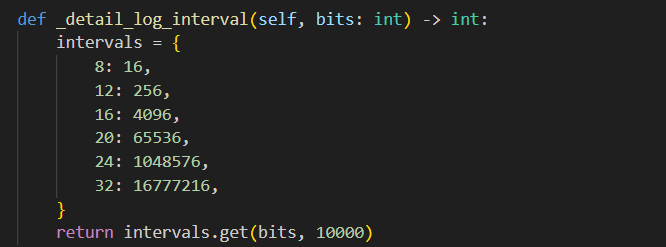 def _detail_log_interval(self, bits: int) -> int:
    intervals = {
        8: 16,
        12: 256,
        16: 4096,
        20: 65536,
        24: 1048576,
        32: 16777216,
    }
    return intervals.get(bits, 10000)